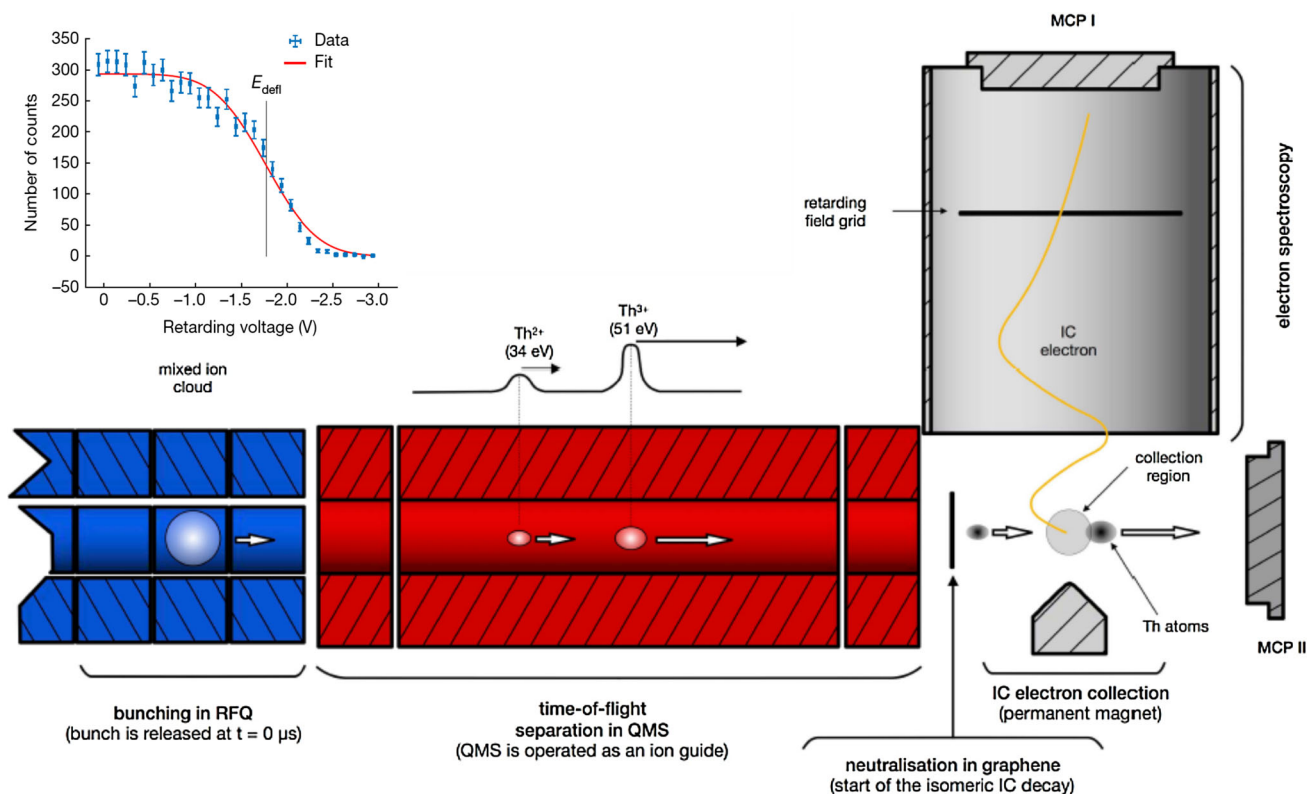 MCP I
350
300
250
200
150
100
50
0
−50
Number of counts
Data
Fit
E_defl
0
−0.5
−1.0
−1.5
−2.0
−2.5
−3.0
Retarding voltage (V)
retarding
field grid
IC
electron
electron spectroscopy
mixed ion
cloud
Th²⁺
(34 eV)
Th³⁺
(51 eV)
collection
region
Th atoms
MCP II
bunching in RFQ
(bunch is released at t = 0 µs)
time-of-flight
separation in QMS
(QMS is operated as an ion guide)
IC electron collection
(permanent magnet)
neutralisation in graphene
(start of the isomeric IC decay)